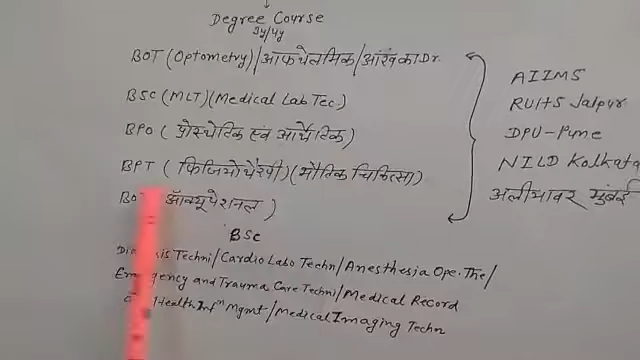 Degree Course
3y/4y
BOT (Optometry)/आफथेलमिक/आंखका Dr.
BSC (MLT) (Medical Lab Tec.)
BPO ( प्रोस्थेटिक एवं आर्थेटिक)
BPT ( फिजियोथैरेपी) (भौतिक चिकित्सा)
ऑक्यूपेशनल )
AIIMS
RUHS Jaipur
DPU-Pune
NILD Kolkata
अलीयावर मुंबई
BSc
Techni/Cardio Labo Techn/Anesthesia Ope. The/
and Trauma Care Techni/Medical Record
Health Infn Mgmt/Medical Imaging Techn